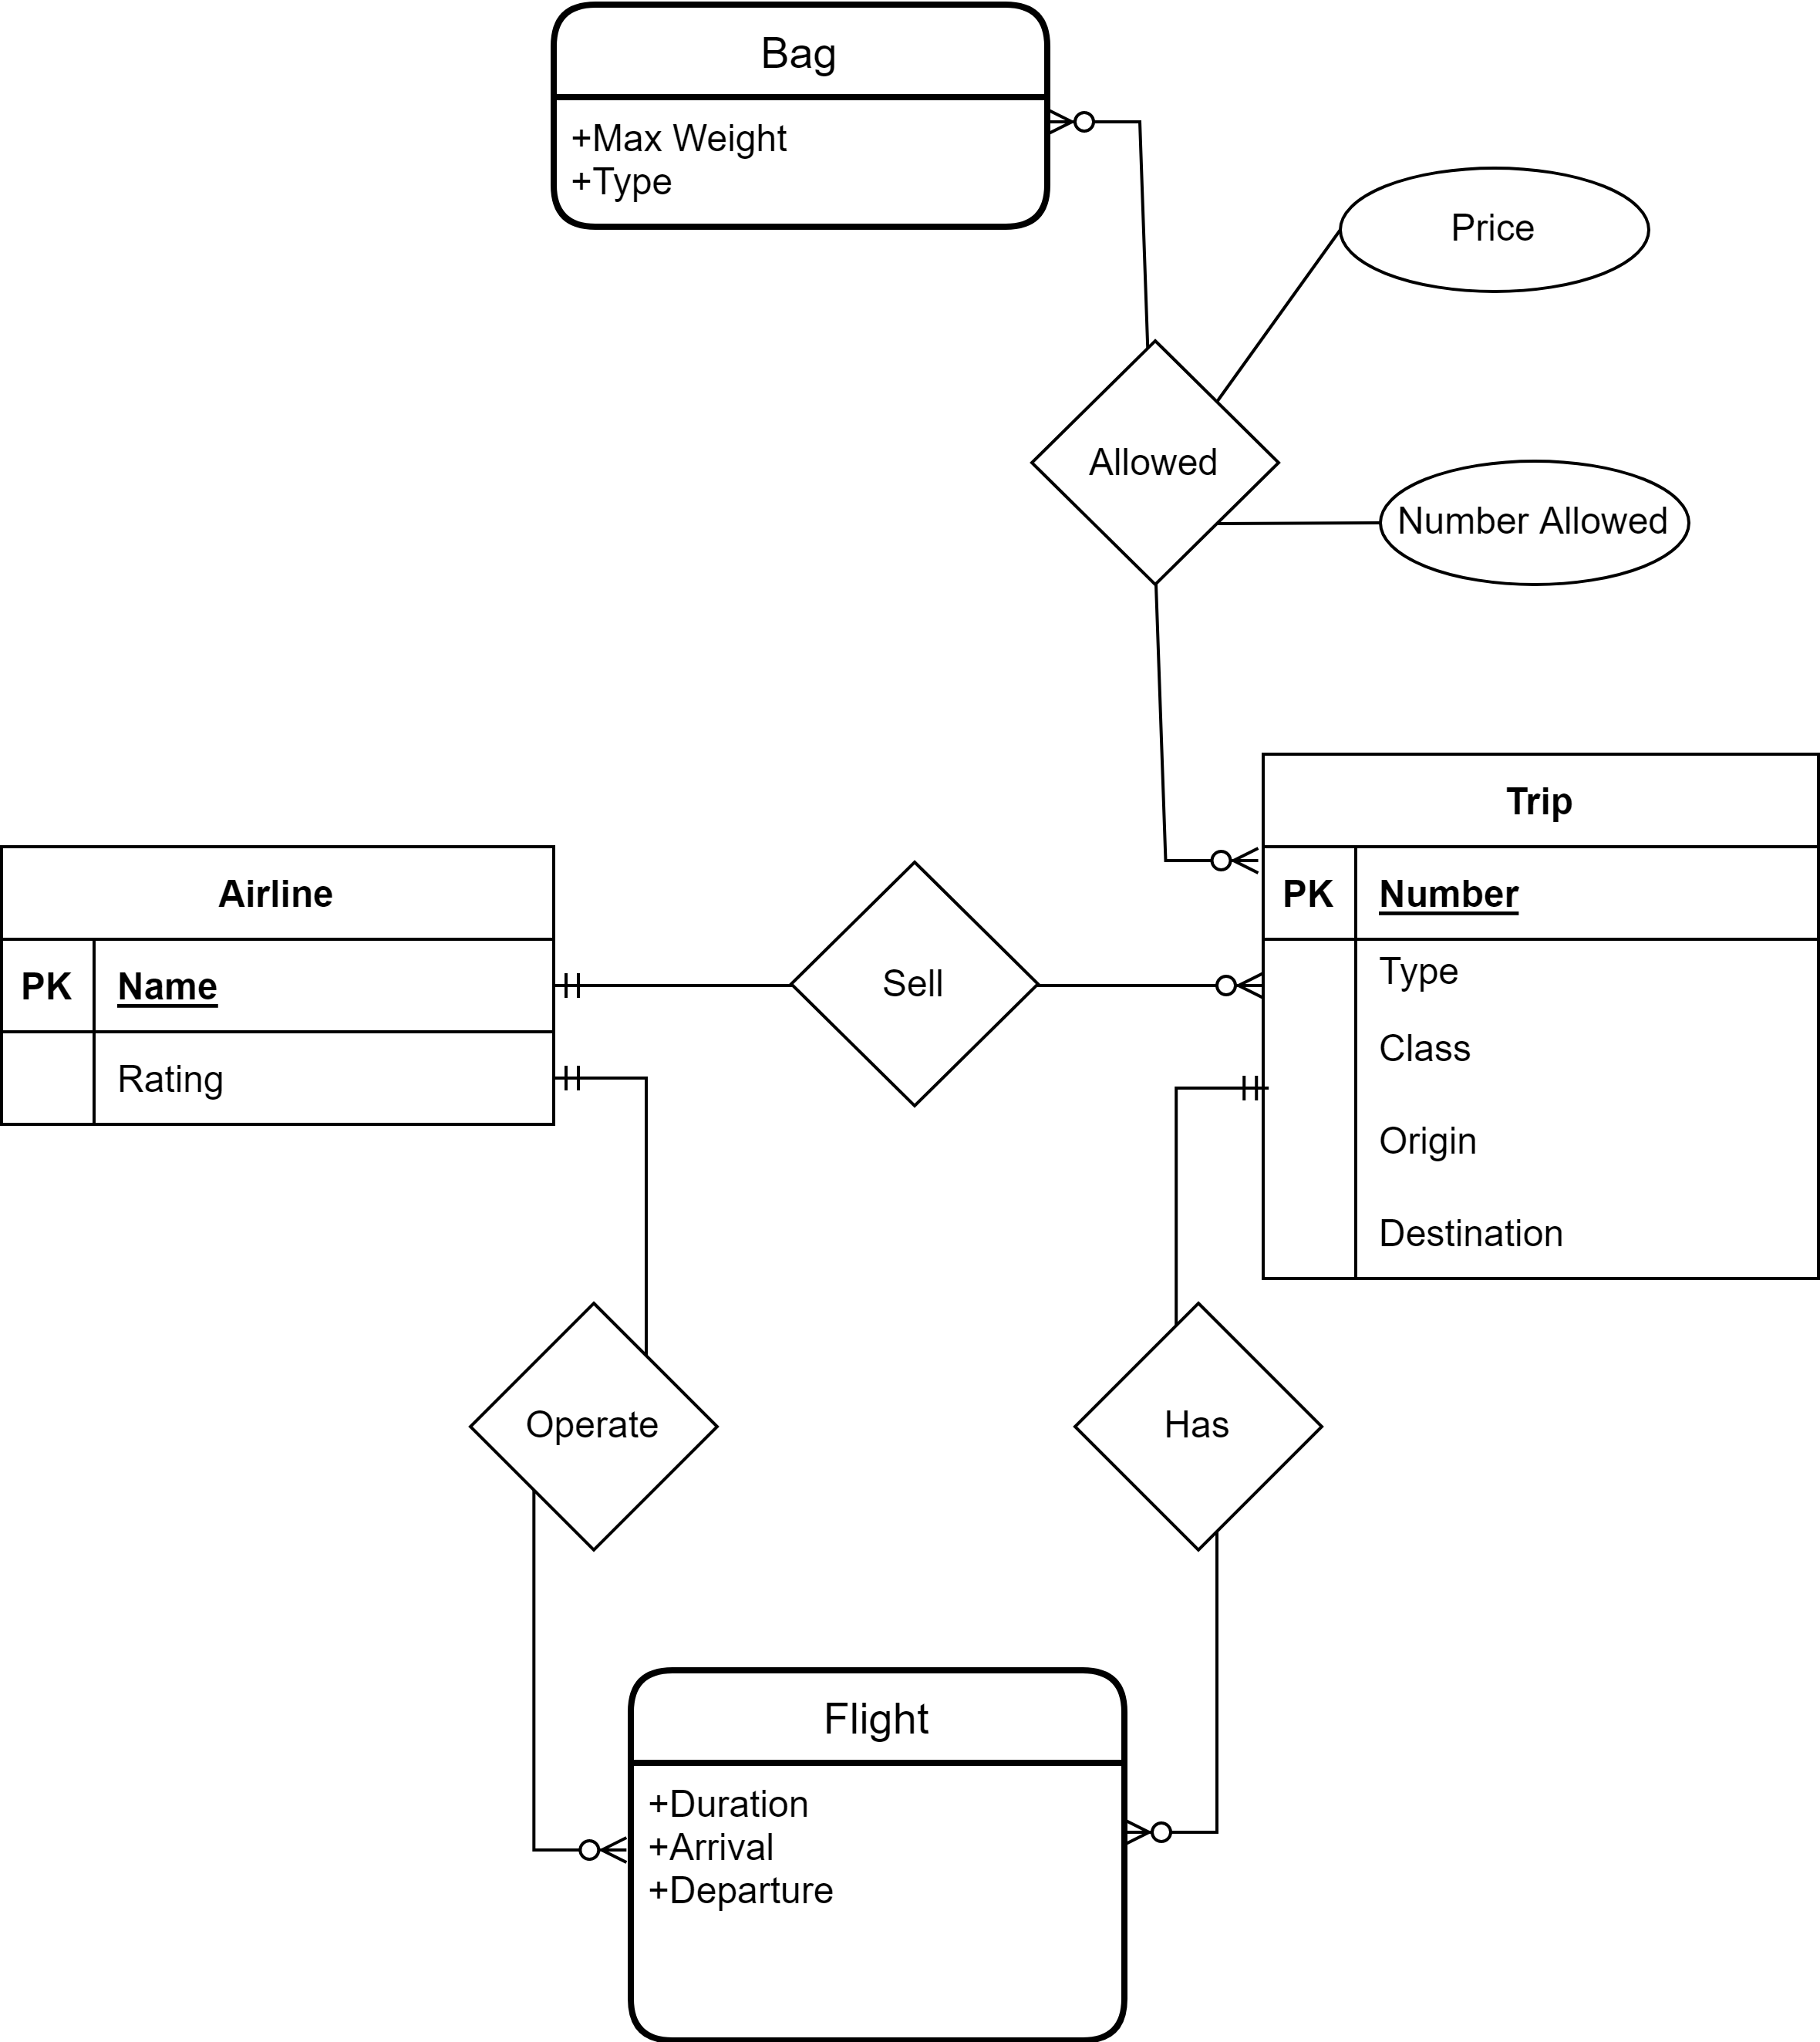 Bag
+Max Weight
+Type
Price
Allowed
Number Allowed
Trip
PK Number
Type
Class
Origin
Destination
Airline
PK Name
Rating
Sell
Operate
Has
Flight
+Duration
+Arrival
+Departure